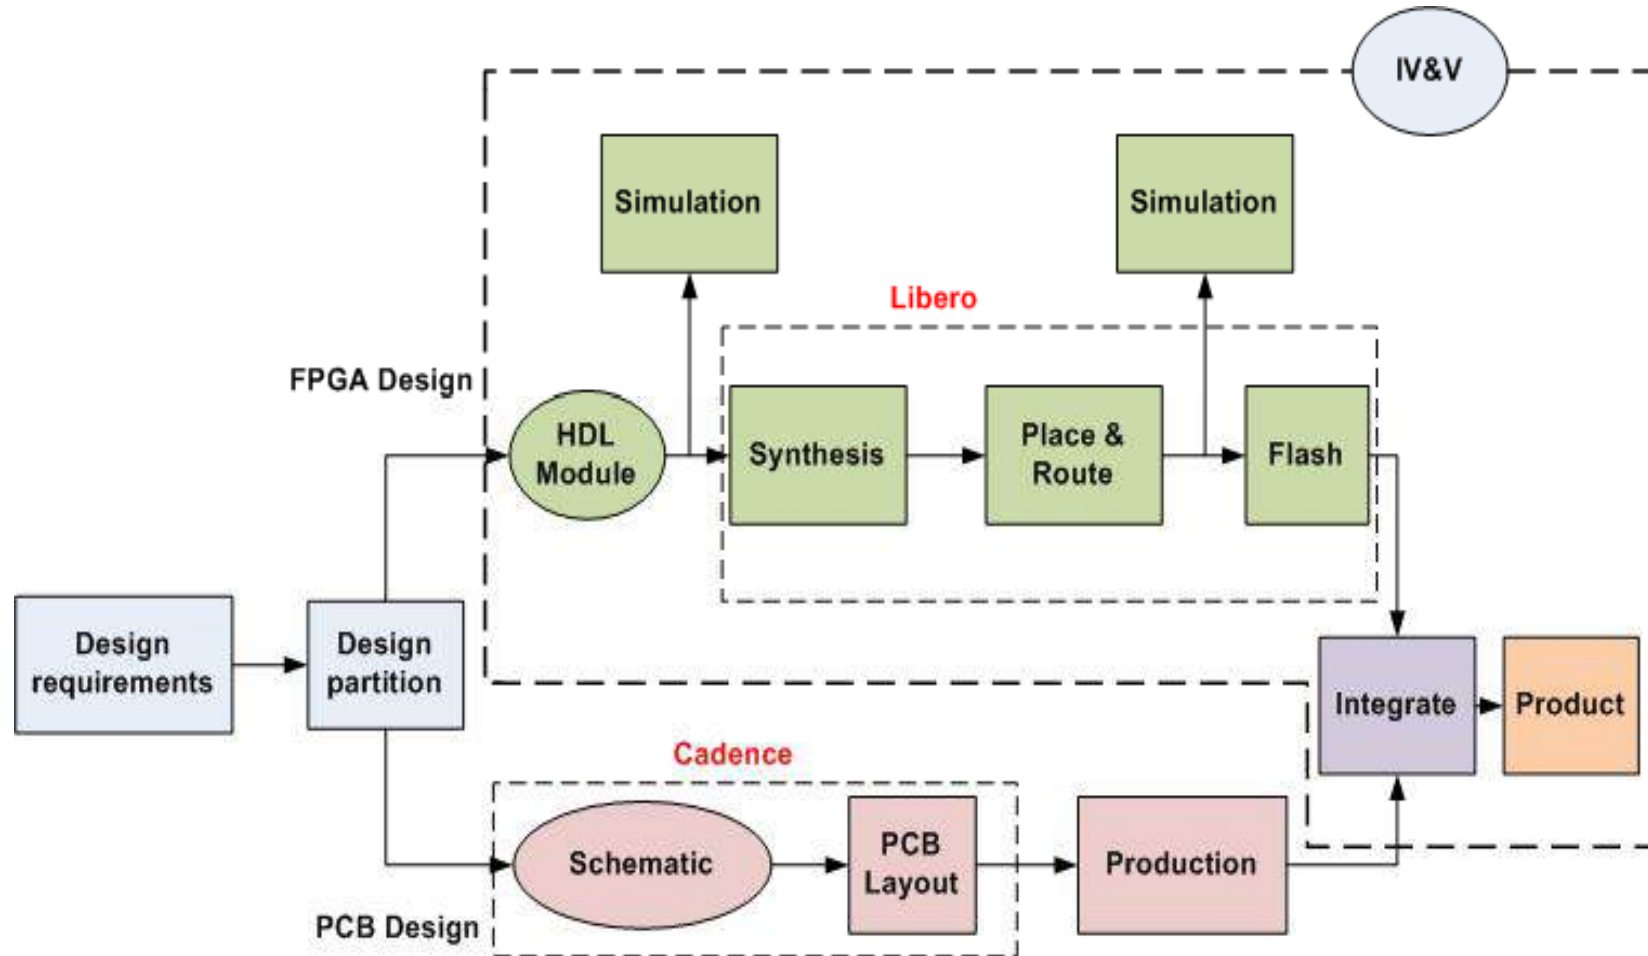 IV&V
Simulation
Simulation
Libero
FPGA Design
HDL
Module
Synthesis
Place &
Route
Flash
Design
requirements
Design
partition
Integrate
Product
Cadence
Schematic
PCB
Layout
Production
PCB Design